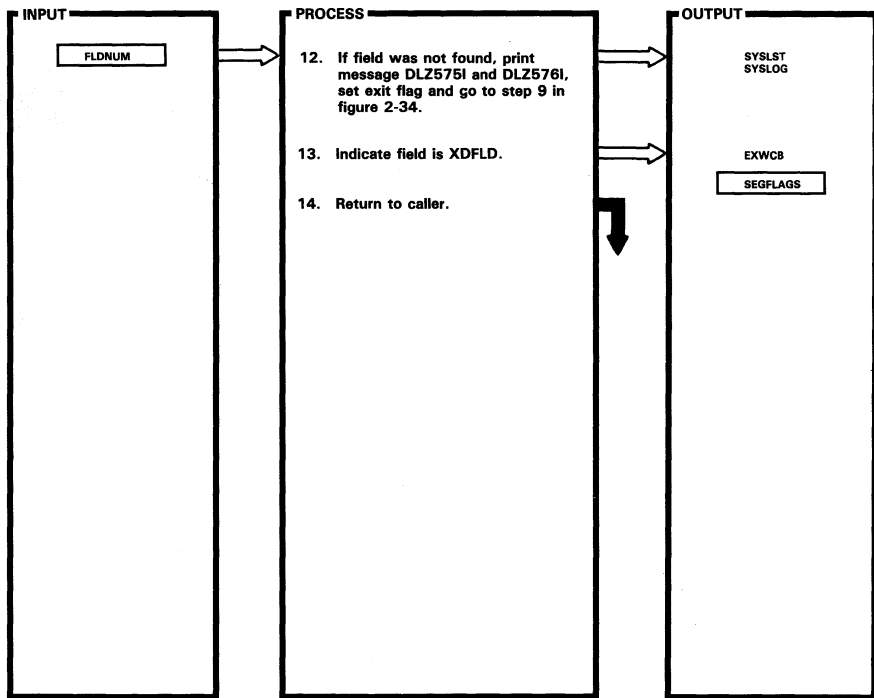 INPUT
FLDNUM
PROCESS
12. If field was not found, print
message DLZ575I and DLZ576I,
set exit flag and go to step 9 in
figure 2-34.
13. Indicate field is XDFLD.
14. Return to caller.
OUTPUT
SYSLST
SYSLOG
EXWCB
SEGFLAGS